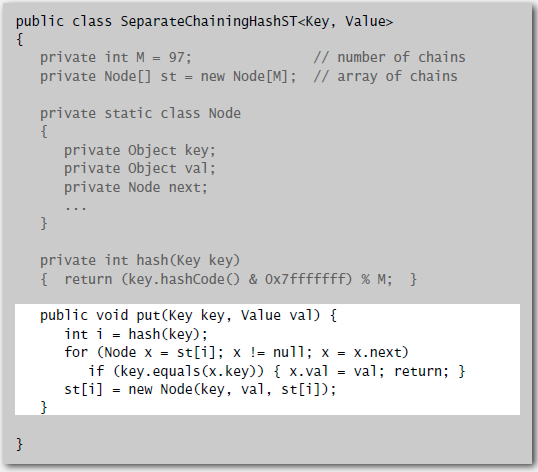 public class SeparateChainingHashST<Key, Value>
{
   private int M = 97;               // number of chains
   private Node[] st = new Node[M];  // array of chains

   private static class Node
   {
      private Object key;
      private Object val;
      private Node next;
      ...
   }

   private int hash(Key key)
   {  return (key.hashCode() & 0x7fffffff) % M;  }

   public void put(Key key, Value val) {
      int i = hash(key);
      for (Node x = st[i]; x != null; x = x.next)
         if (key.equals(x.key)) { x.val = val; return; }
      st[i] = new Node(key, val, st[i]);
   }

}